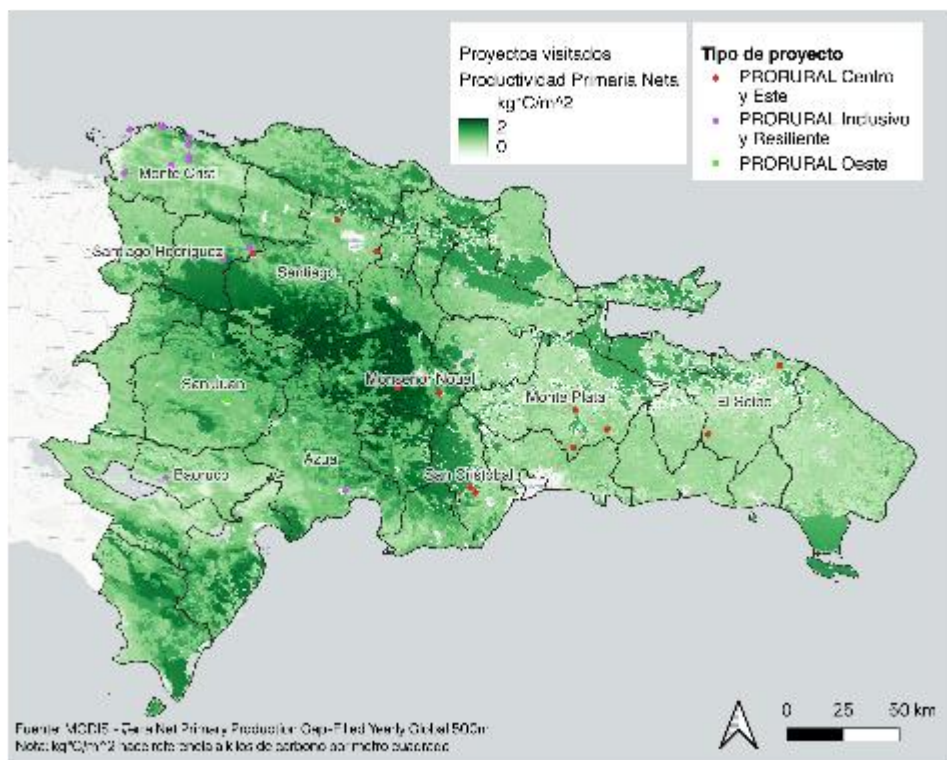 Proyectos visitados
Productividad Primaria Neta
kg*C/m^2
2
0
Tipo de proyecto
PRORURAL Centro
y Este
PRORURAL Inclusivo
y Resiliente
PRORURAL Oeste
Monte Crist
Santiago Rodríguez
Santiago
San Juan
Monseñor Nouel
Monte Plata
El Seibo
Azua
Baoruco
San Cristóbal
0 25 50 km
Fuente: MODIS - Terra Net Primary Production Gap-Filled Yearly Global 500m
Nota: kg*C/m^2 hace referencia a kilos de carbono por metro cuadrado